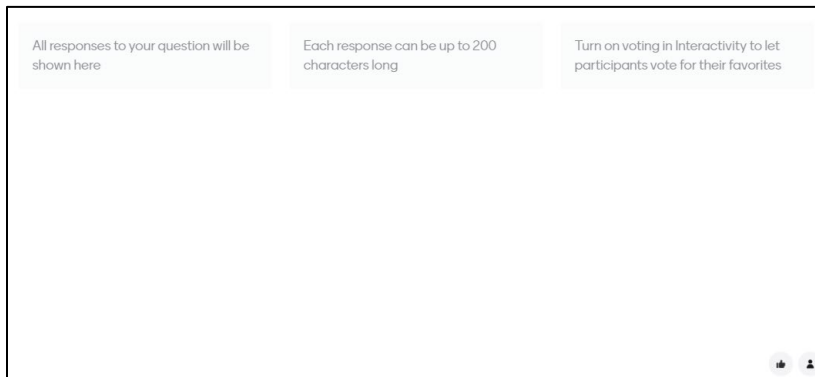 All responses to your question will be
shown here
Each response can be up to 200
characters long
Turn on voting in Interactivity to let
participants vote for their favorites